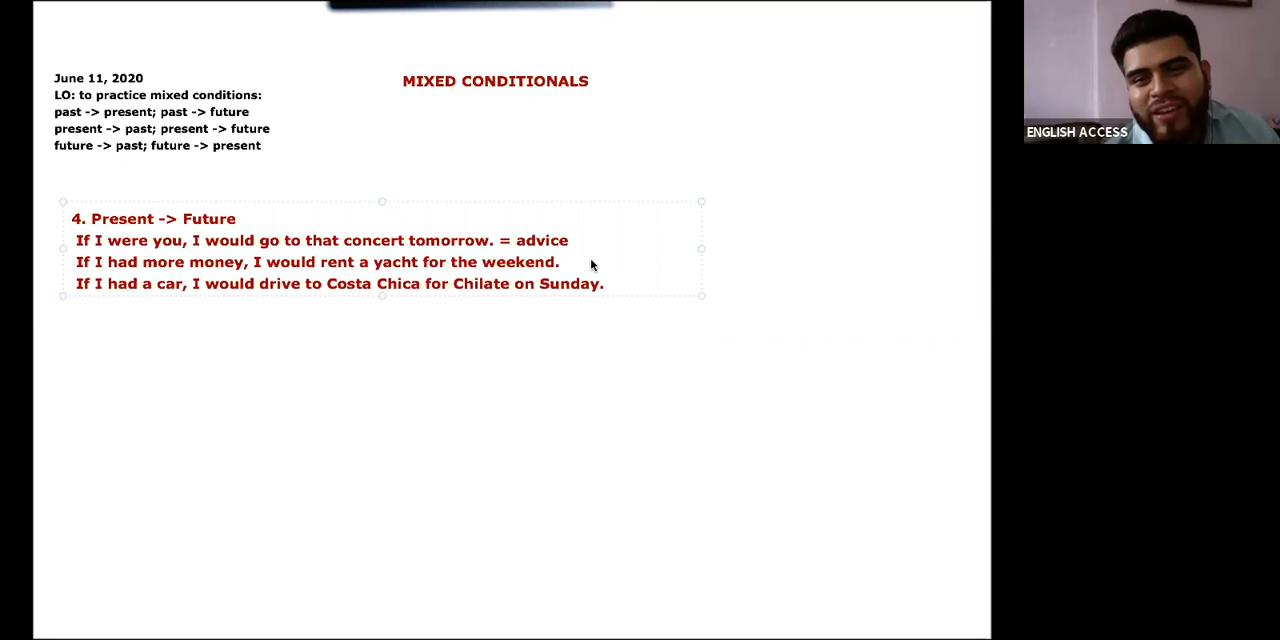 June 11, 2020
MIXED CONDITIONALS
LO: to practice mixed conditions:
past -> present; past -> future
present -> past; present -> future
future -> past; future -> present
4. Present -> Future
If I were you, I would go to that concert tomorrow. = advice
If I had more money, I would rent a yacht for the weekend.
If I had a car, I would drive to Costa Chica for Chilate on Sunday.
ENGLISH ACCESS